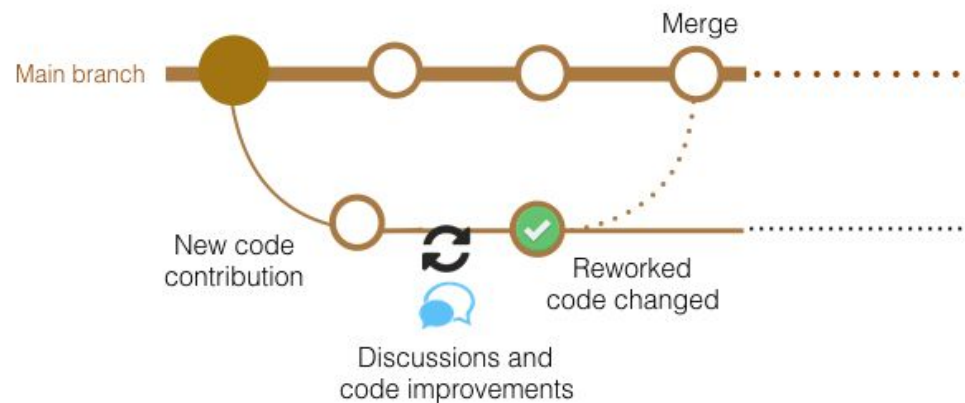 Merge
Main branch
New code
contribution
Reworked
code changed
Discussions and
code improvements